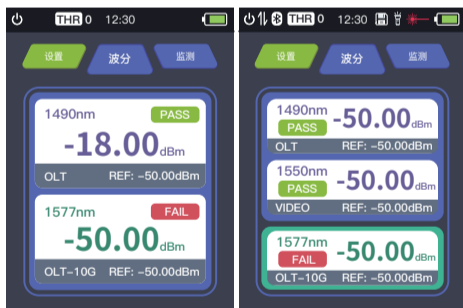 THR 0 12:30
设置 波分 监测
1490nm PASS
-18.00dBm
OLT REF: -50.00dBm
1577nm FAIL
-50.00dBm
OLT-10G REF: -50.00dBm
THR 0 12:30
设置 波分 监测
1490nm
PASS
-50.00dBm
OLT REF: -50.00dBm
1550nm
PASS
-50.00dBm
VIDEO REF: -50.00dBm
1577nm
FAIL
-50.00dBm
OLT-10G REF: -50.00dBm